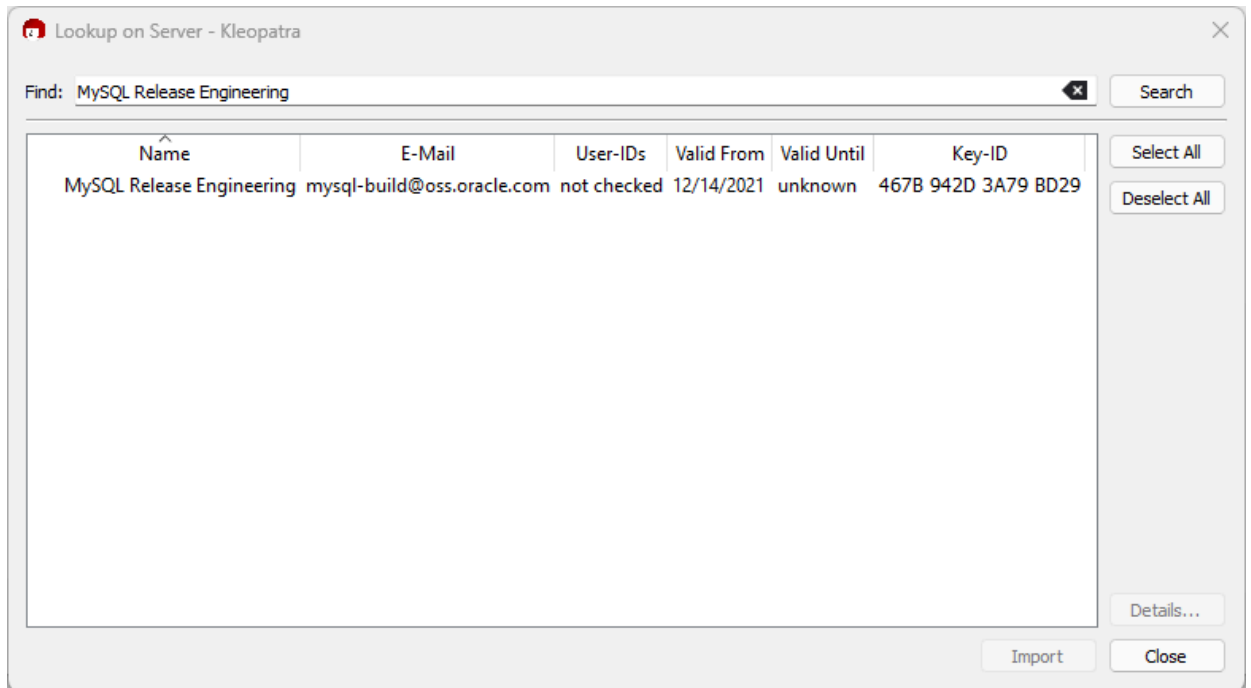 Lookup on Server - Kleopatra
Find: MySQL Release Engineering Search
Name E-Mail User-IDs Valid From Valid Until Key-ID Select All
MySQL Release Engineering mysql-build@oss.oracle.com not checked 12/14/2021 unknown 467B 942D 3A79 BD29
Deselect All
Details...
Import Close